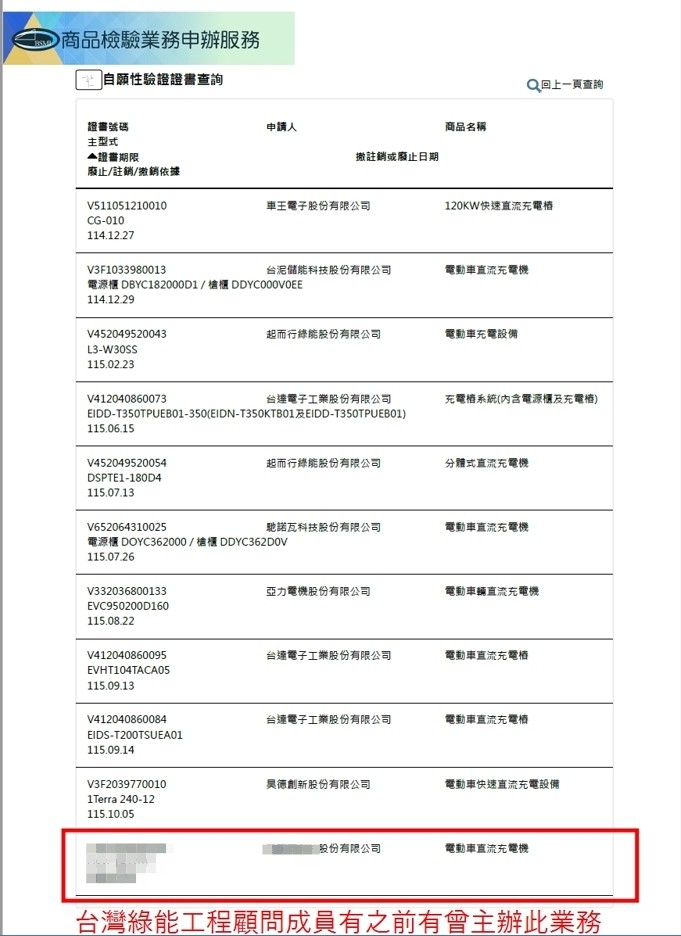 BSMI 商品檢驗業務申辦服務
自願性驗證證書查詢
回上一頁查詢
證書號碼 申請人 商品名稱
主型式
▲證書期限 撤註銷或廢止日期
廢止/註銷/撤銷依據
V511051210010 車王電子股份有限公司 120KW快速直流充電樁
CG-010
114.12.27
V3F1033980013 台泥儲能科技股份有限公司 電動車直流充電機
電源櫃 DBYC182000D1 / 槍櫃 DDYC000V0EE
114.12.29
V452049520043 起而行綠能股份有限公司 電動車充電設備
L3-W30SS
115.02.23
V412040860073 台達電子工業股份有限公司 充電樁系統(內含電源櫃及充電樁)
EIDD-T350TPUEB01-350(EIDN-T350KTB01及EIDD-T350TPUEB01)
115.06.15
V452049520054 起而行綠能股份有限公司 分體式直流充電機
DSPTE1-180D4
115.07.13
V652064310025 馳諾瓦科技股份有限公司 電動車直流充電機
電源櫃 DOYC362000 / 槍櫃 DDYC362D0V
115.07.26
V332036800133 亞力電機股份有限公司 電動車輛直流充電機
EVC950200D160
115.08.22
V412040860095 台達電子工業股份有限公司 電動車直流充電樁
EVHT104TACA05
115.09.13
V412040860084 台達電子工業股份有限公司 電動車直流充電樁
EIDS-T200TSUEA01
115.09.14
V3F2039770010 昊德創新股份有限公司 電動車快速直流充電設備
1Terra 240-12
115.10.05
股份有限公司 電動車直流充電機
台灣綠能工程顧問成員有之前有曾主辦此業務